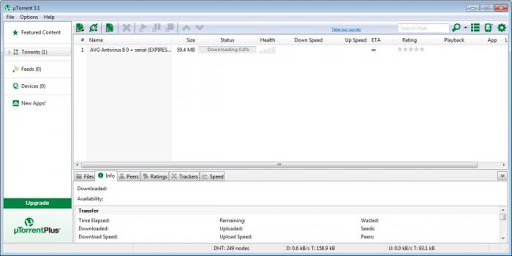 µTorrent 3.1
File Options Help
Featured Content
Torrents (1)
Feeds (0)
Devices (0)
New Apps!
Upgrade
µTorrentPlus
Take our survey
# Name Size Status Health Down Speed Up Speed ETA Rating Playback App L
1 AVG Antivirus 8 0 + serial (EXPIRES... 59.4 MB Downloading 0.0% ∞
Files Info Peers Ratings Trackers Speed
Downloaded:
Availability:
Transfer
Time Elapsed: Remaining: Wasted:
Downloaded: Uploaded: Seeds:
Download Speed: Upload Speed: Peers:
DHT: 249 nodes D: 0.6 kB/s T: 158.9 kB U: 0.0 kB/s T: 93.1 kB